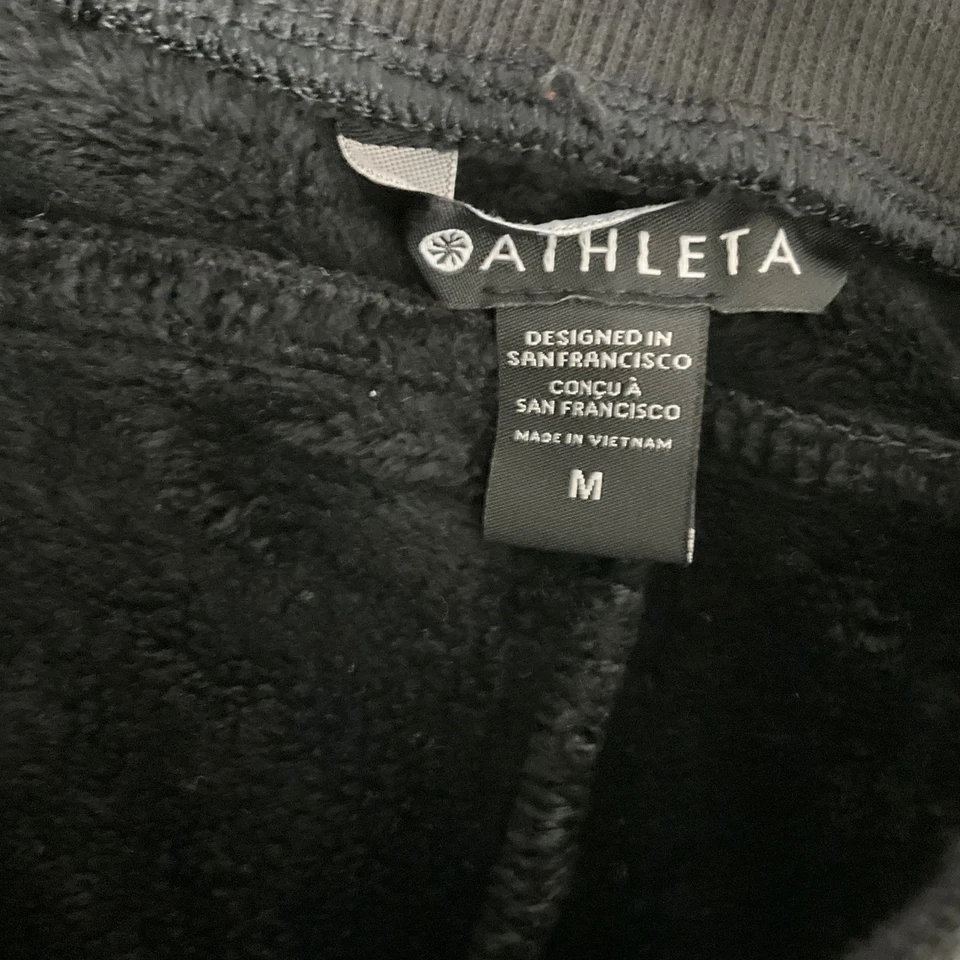 ATHLETA
DESIGNED IN
SAN FRANCISCO
CONÇU À
SAN FRANCISCO
MADE IN VIETNAM
M